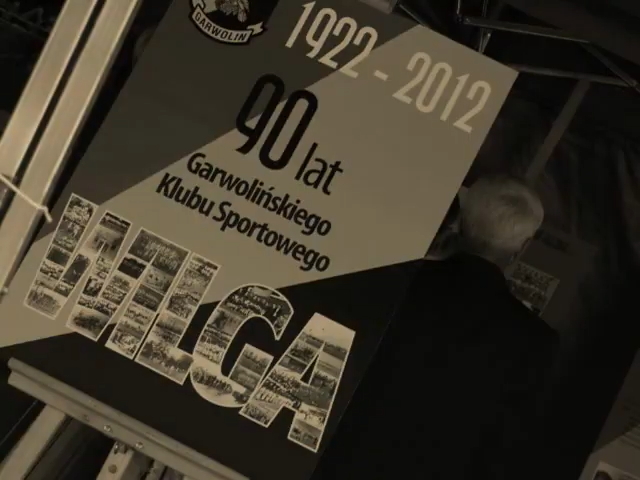 GARWOLIN
1922 - 2012
90 lat
Garwolińskiego
Klubu Sportowego
WILGA